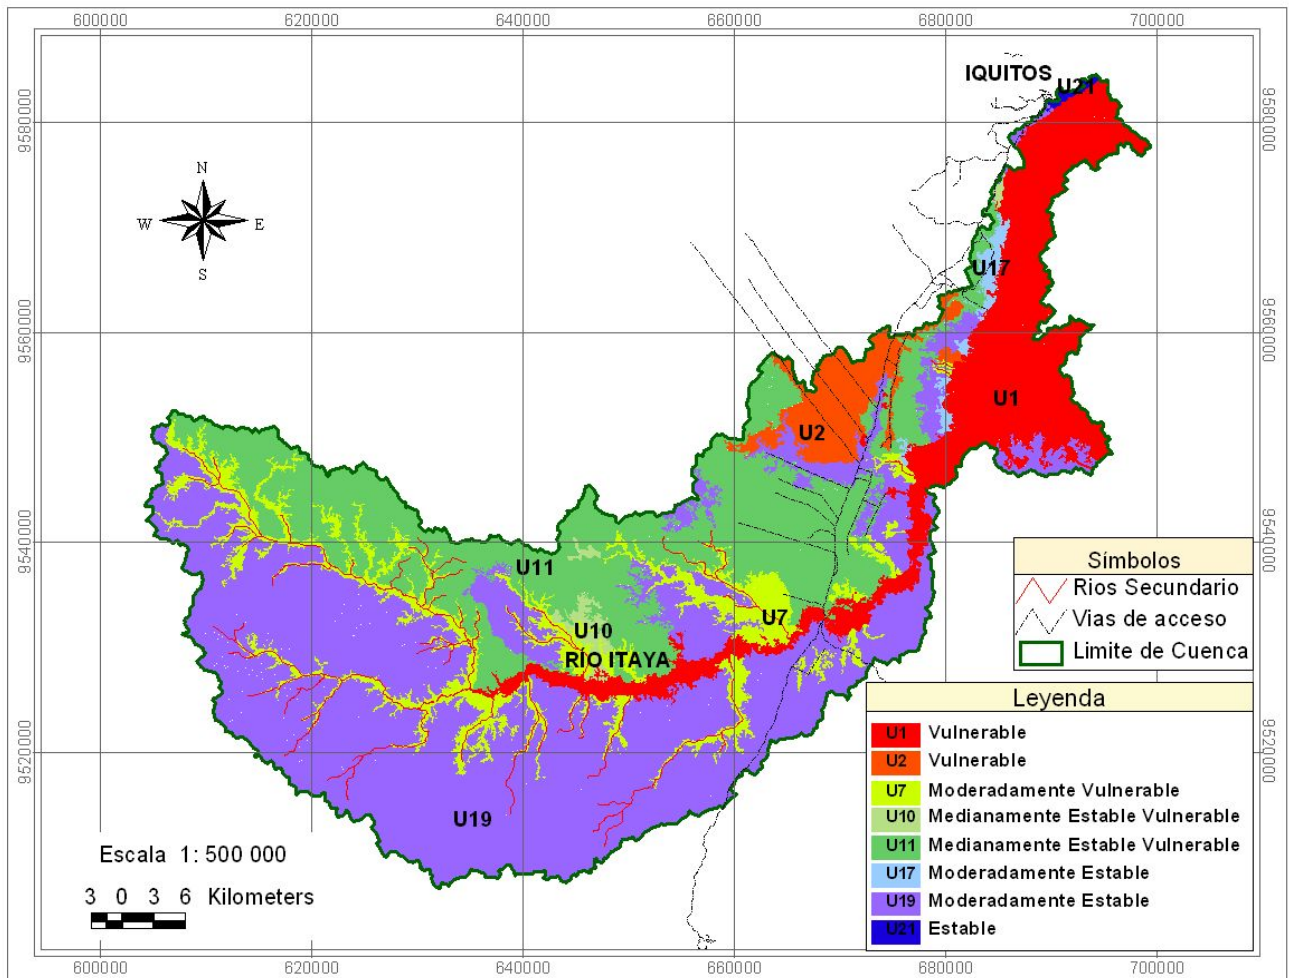 600000 620000 640000 660000 680000 700000
IQUITOS
U21
9580000 9580000
N
W E
S
U17
9560000 9560000
U1
U2
9540000 9540000
U11
U7
U10
RÍO ITAYA
9520000 9520000
U19
Escala 1: 500 000
3 0 3 6 Kilometers
Símbolos
Rios Secundario
Vias de acceso
Limite de Cuenca
Leyenda
U1 Vulnerable
U2 Vulnerable
U7 Moderadamente Vulnerable
U10 Medianamente Estable Vulnerable
U11 Medianamente Estable Vulnerable
U17 Moderadamente Estable
U19 Moderadamente Estable
U21 Estable
600000 620000 640000 660000 680000 700000